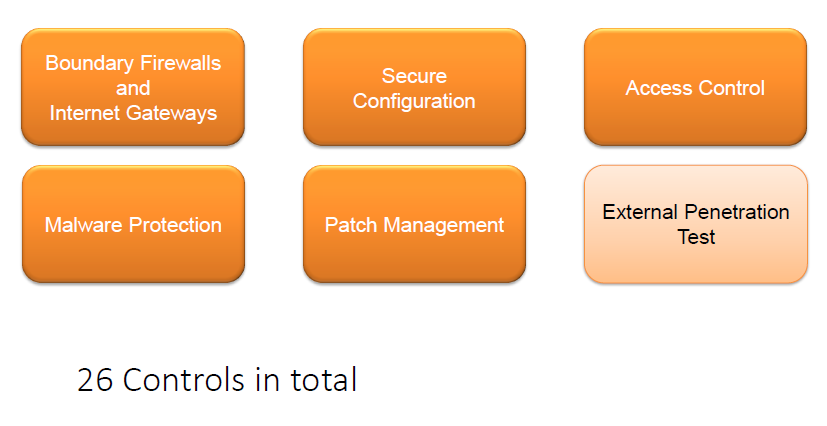 Boundary Firewalls
and
Internet Gateways
Secure
Configuration
Access Control
Malware Protection
Patch Management
External Penetration
Test
26 Controls in total